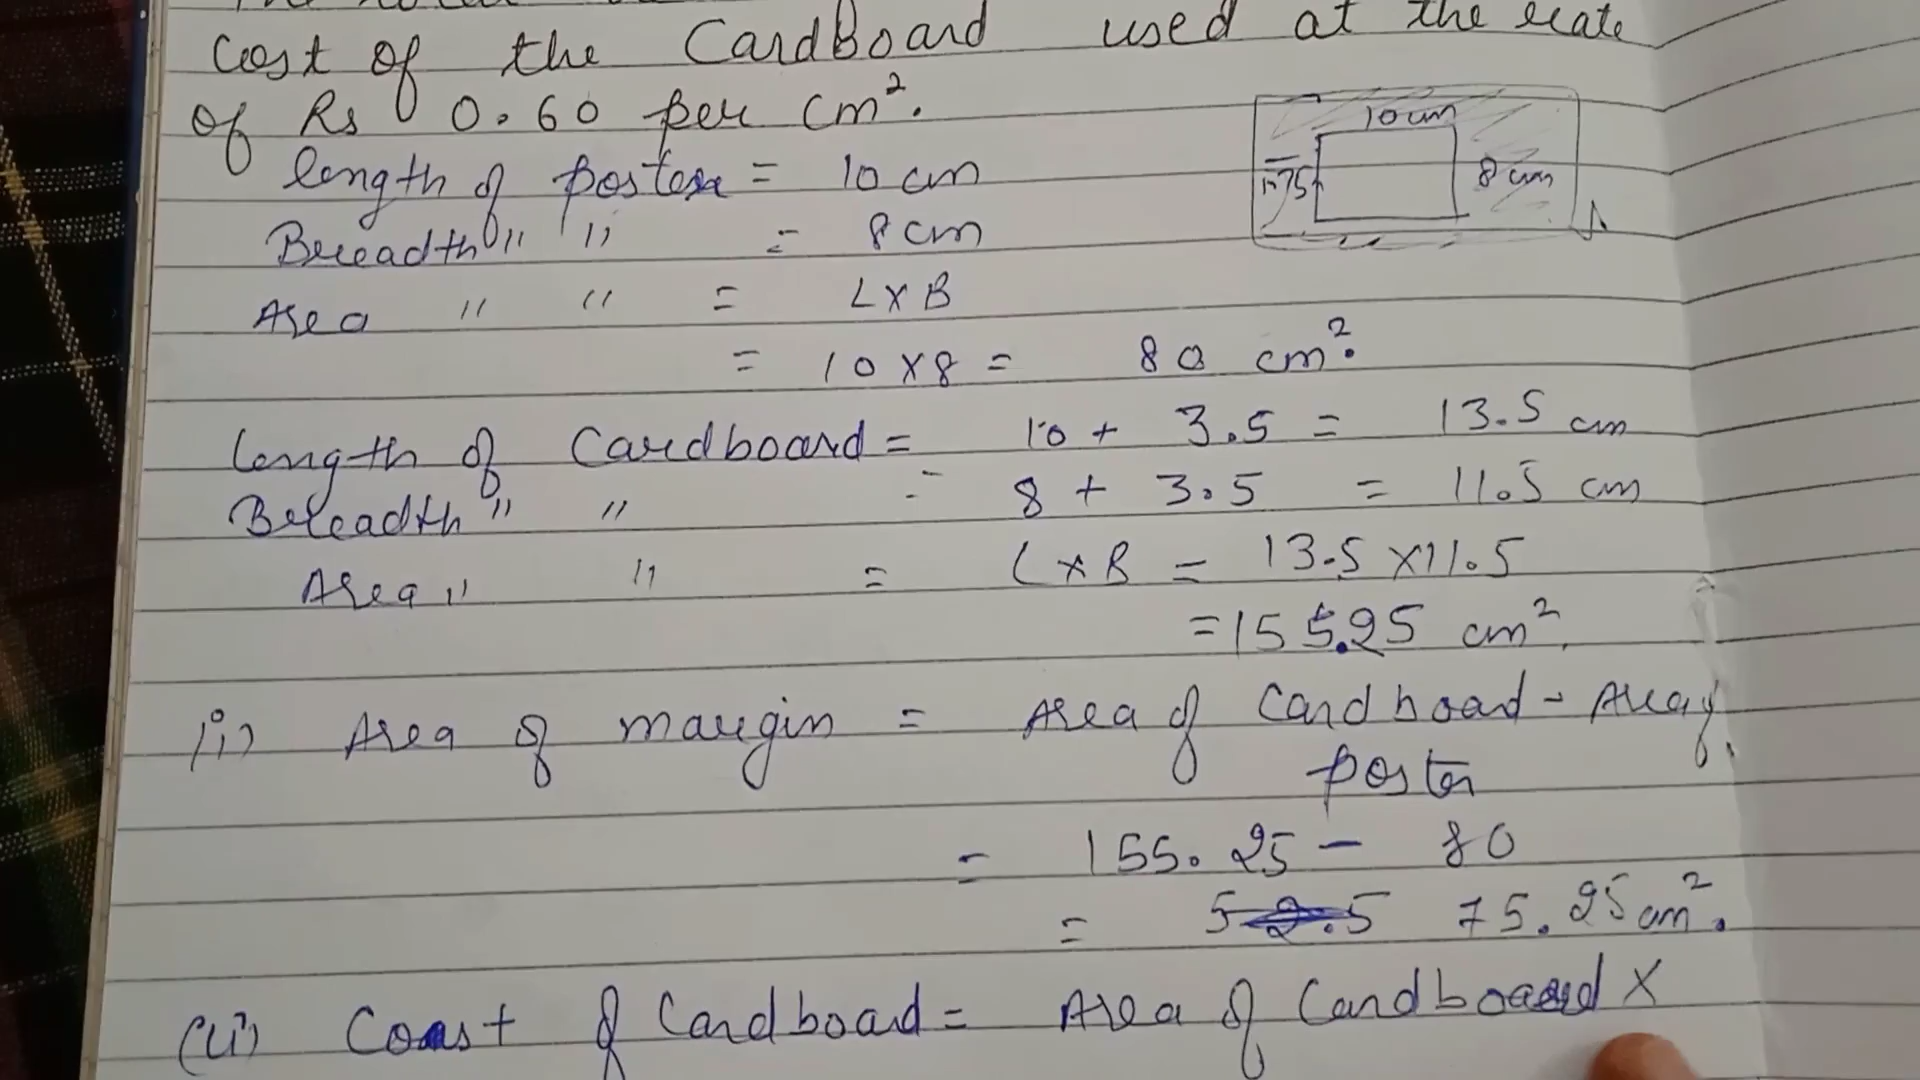 cost of the CardBoard used at the rate
of Rs 0.60 per cm².
10 cm
1.75
8 cm
length of poster = 10 cm
Breadth " " = 8 cm
Area " " = L X B
= 10 X 8 = 80 cm².
length of Cardboard = 10 + 3.5 = 13.5 cm
Breadth " " = 8 + 3.5 = 11.5 cm
Area " " = L X B = 13.5 X 11.5
= 155.25 cm².
(i) Area of margin = Area of Cardboard - Area of
poster
= 155.25 - 80
= 75.25 cm².
(ii) Cost of Cardboard = Area of Cardboard X